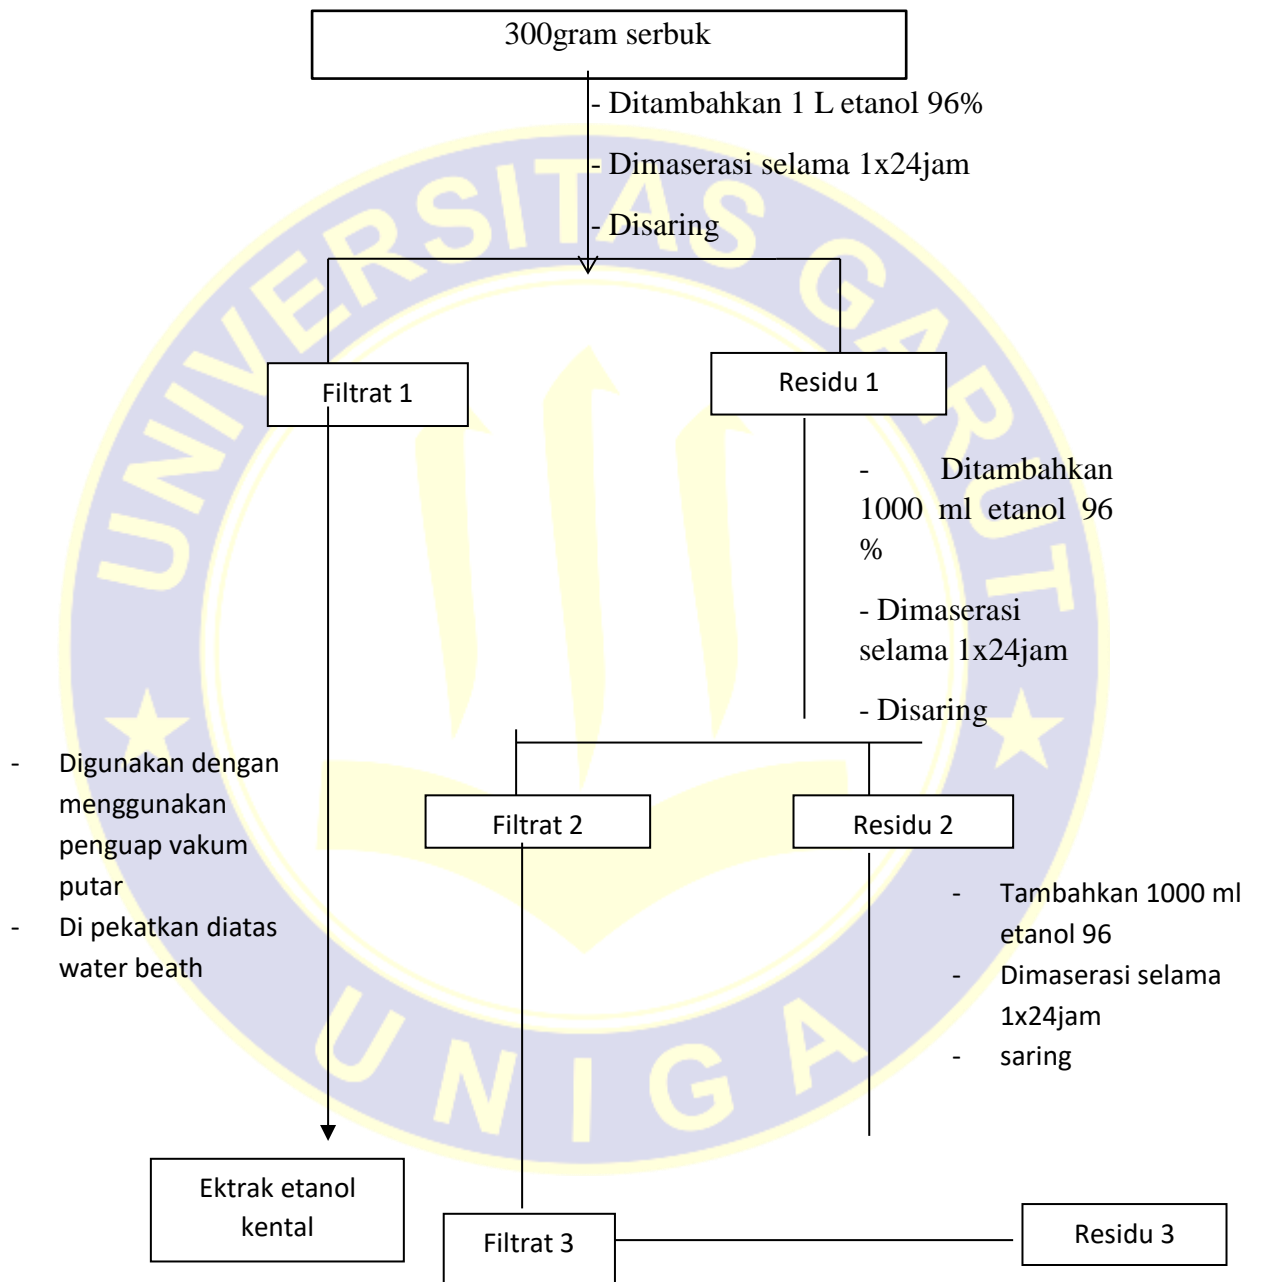 300gram serbuk
- Ditambahkan 1 L etanol 96%
- Dimaserasi selama 1x24jam
- Disaring
UNIVERSITAS GARUT
Filtrat 1
Residu 1
- Ditambahkan
1000 ml etanol 96
%
- Dimaserasi
selama 1x24jam
- Disaring
- Digunakan dengan
menggunakan
penguap vakum
putar
- Di pekatkan diatas
water beath
Filtrat 2
Residu 2
- Tambahkan 1000 ml
etanol 96
- Dimaserasi selama
1x24jam
- saring
UNIGA
Ektrak etanol
kental
Filtrat 3
Residu 3